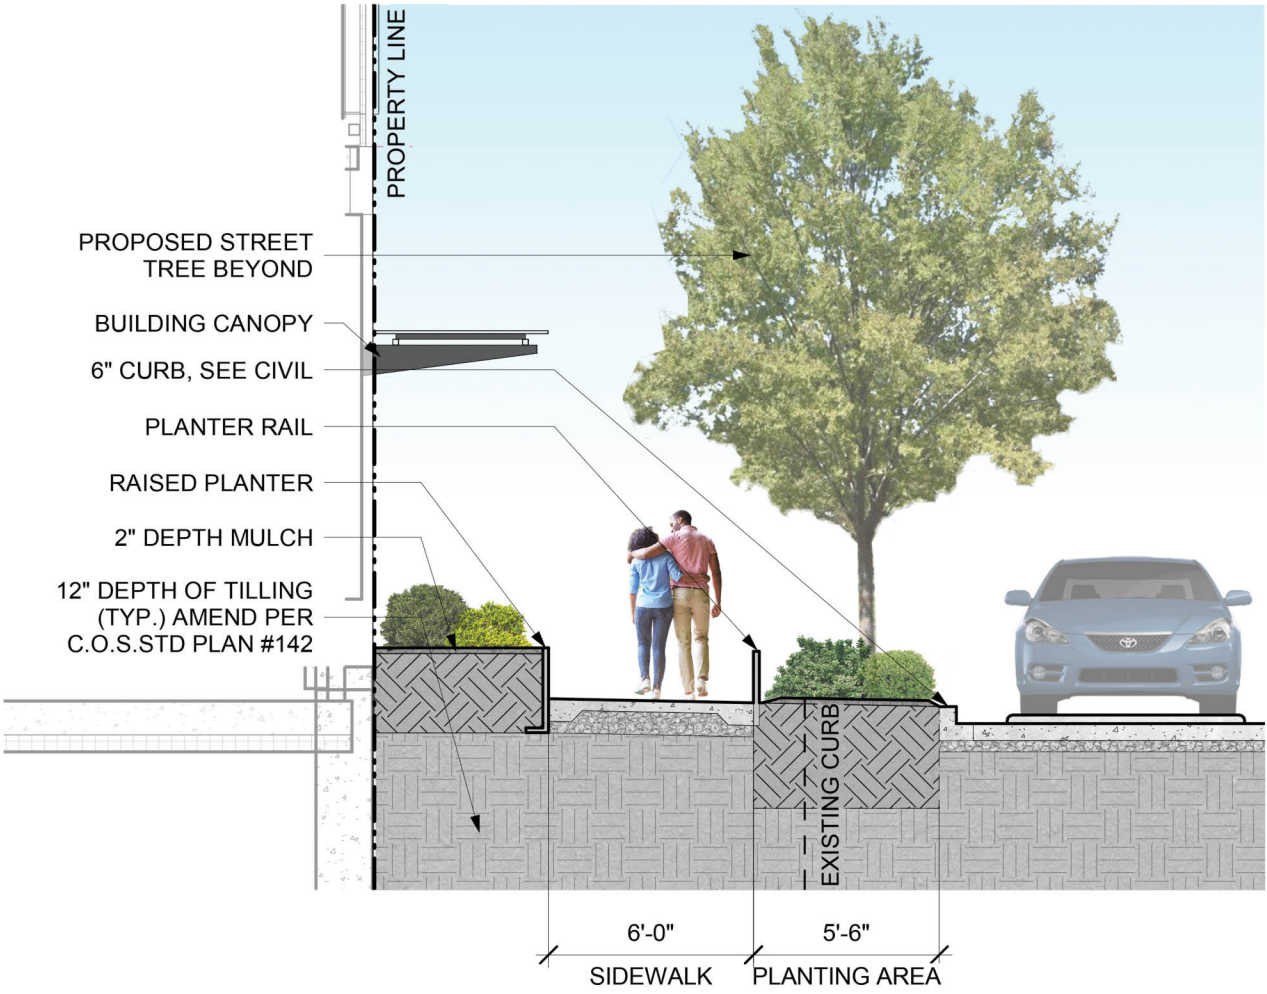 PROPERTY LINE
PROPOSED STREET
TREE BEYOND
BUILDING CANOPY
6" CURB, SEE CIVIL
PLANTER RAIL
RAISED PLANTER
2" DEPTH MULCH
12" DEPTH OF TILLING
(TYP.) AMEND PER
C.O.S.STD PLAN #142
EXISTING CURB
6'-0"
5'-6"
SIDEWALK
PLANTING AREA